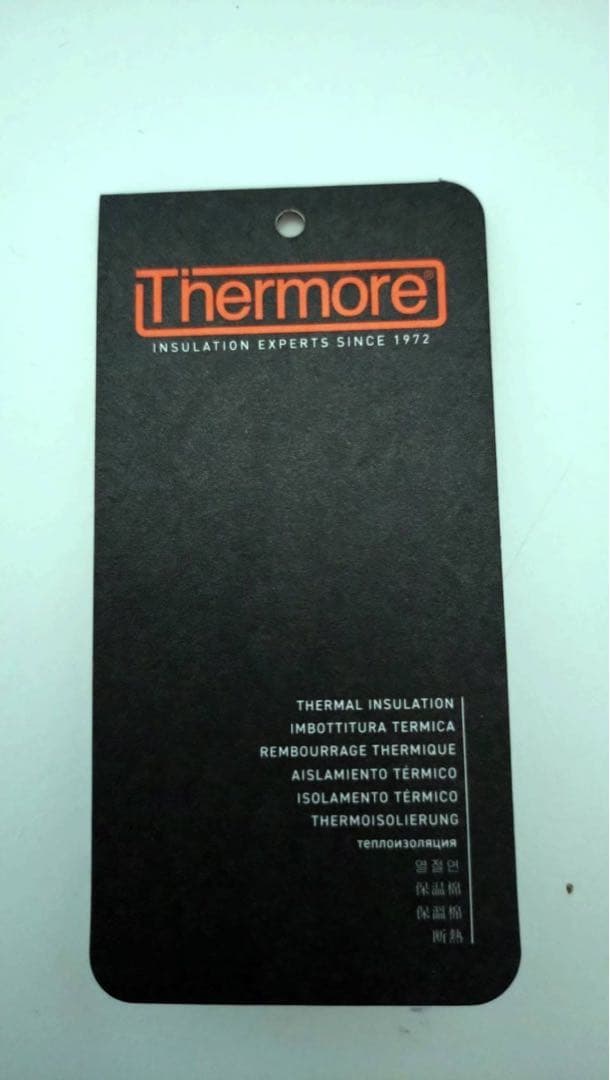 Thermore®
INSULATION EXPERTS SINCE 1972
THERMAL INSULATION
IMBOTTITURA TERMICA
REMBOURRAGE THERMIQUE
AISLAMIENTO TÉRMICO
ISOLAMENTO TÉRMICO
THERMOISOLIERUNG
теплоизоляция
열절연
保温棉
保溫棉
断熱